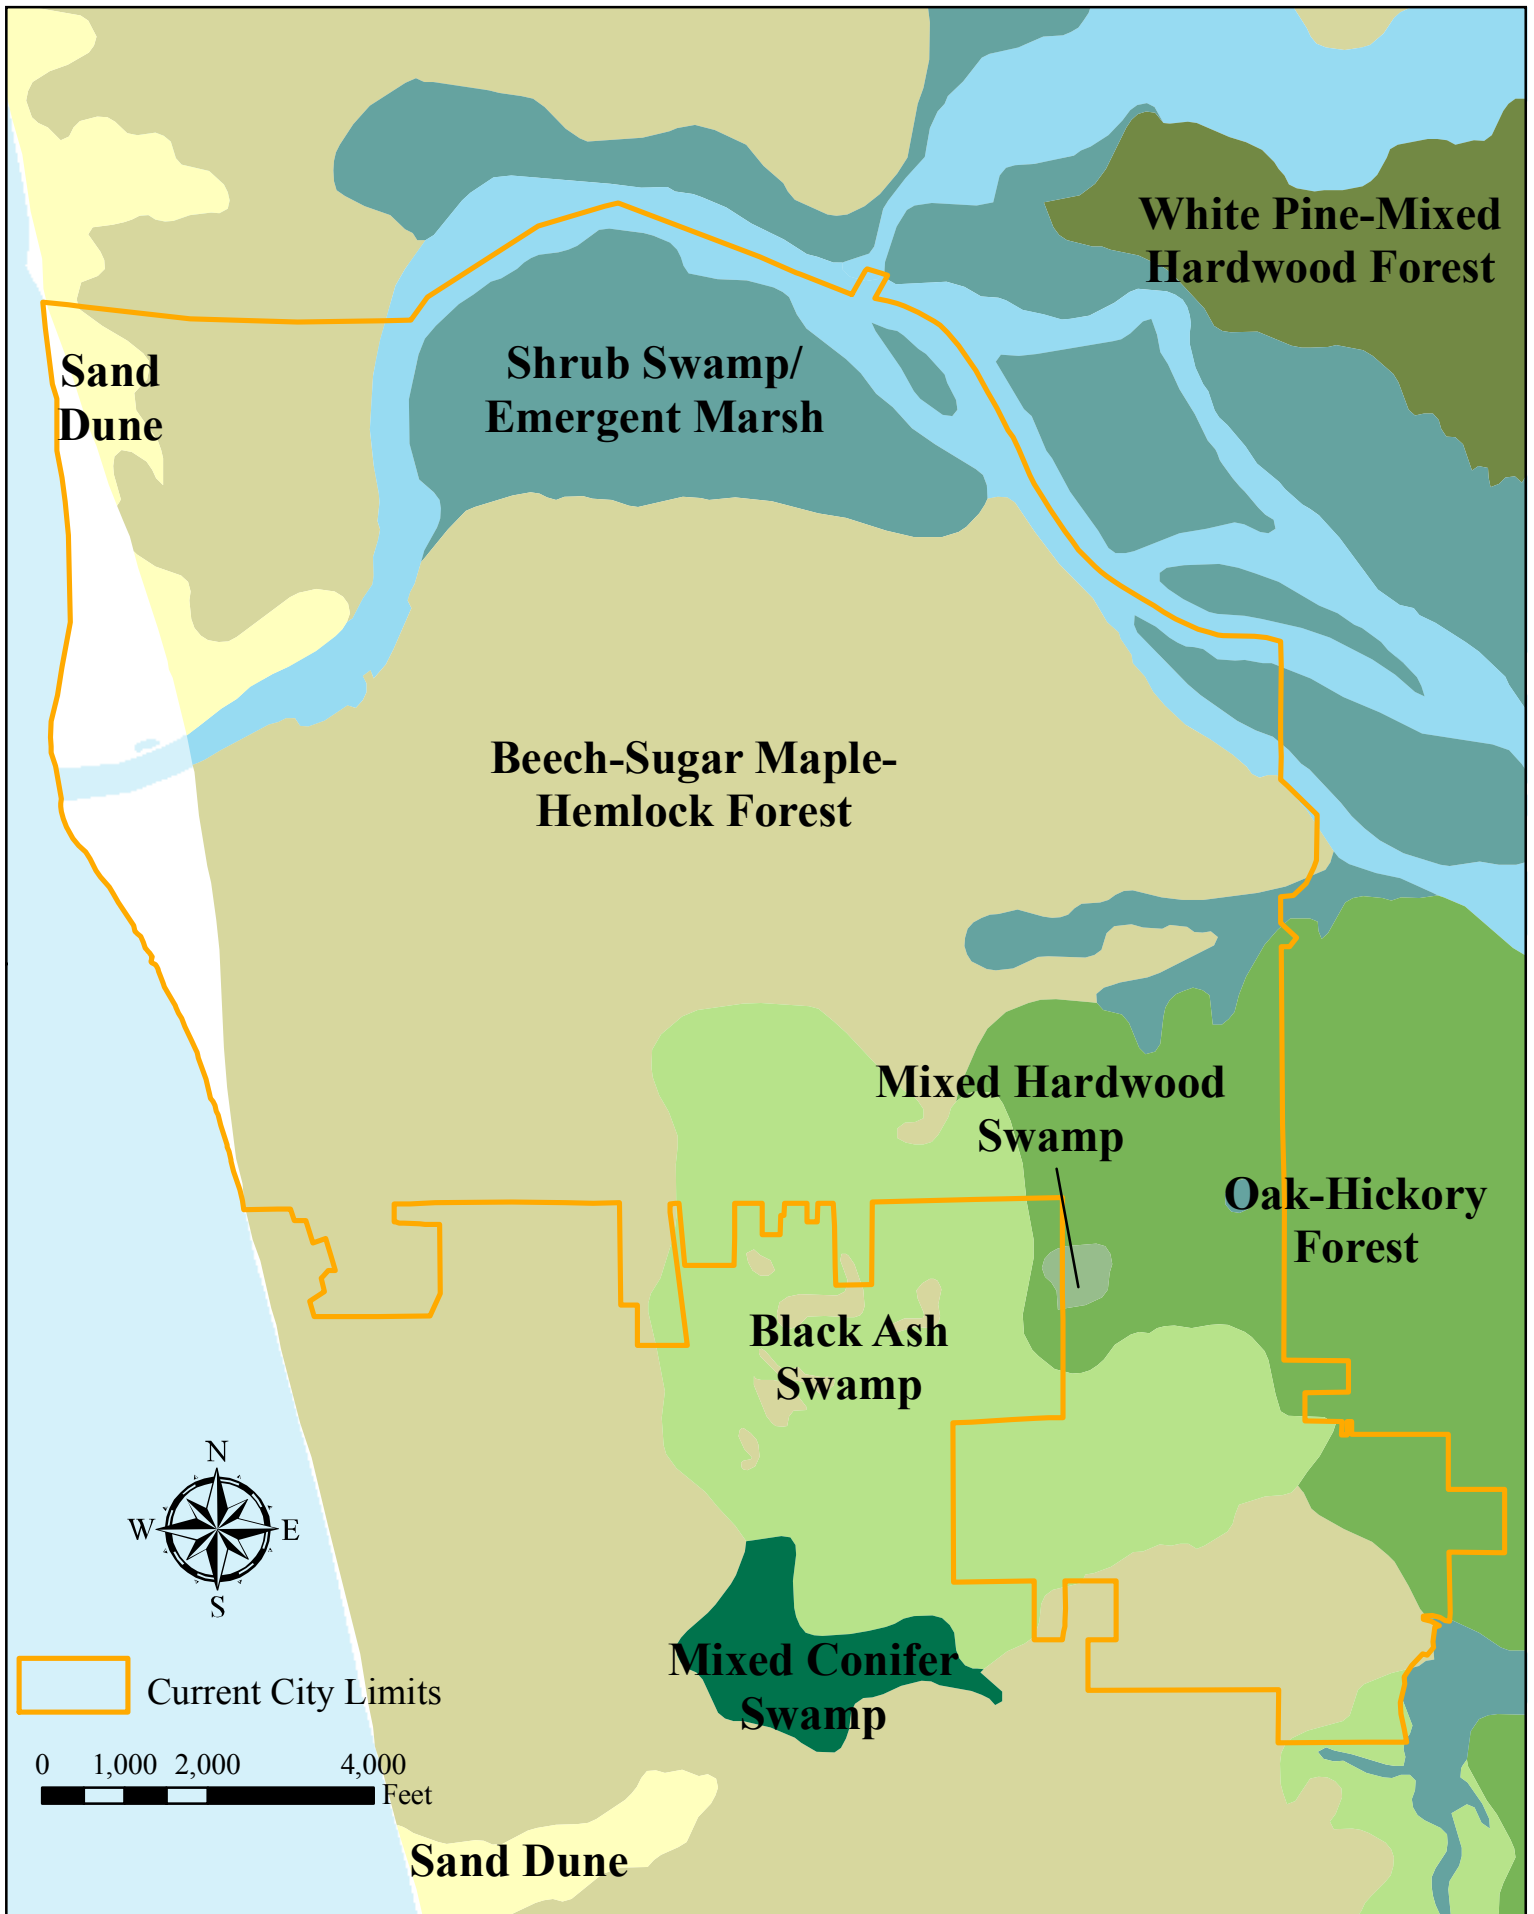 White Pine-Mixed
Hardwood Forest
Sand
Dune
Shrub Swamp/
Emergent Marsh
Beech-Sugar Maple-
Hemlock Forest
Mixed Hardwood
Swamp
Oak-Hickory
Forest
Black Ash
Swamp
N
W
E
S
Mixed Conifer
Swamp
Current City Limits
0 1,000 2,000 4,000
Feet
Sand Dune